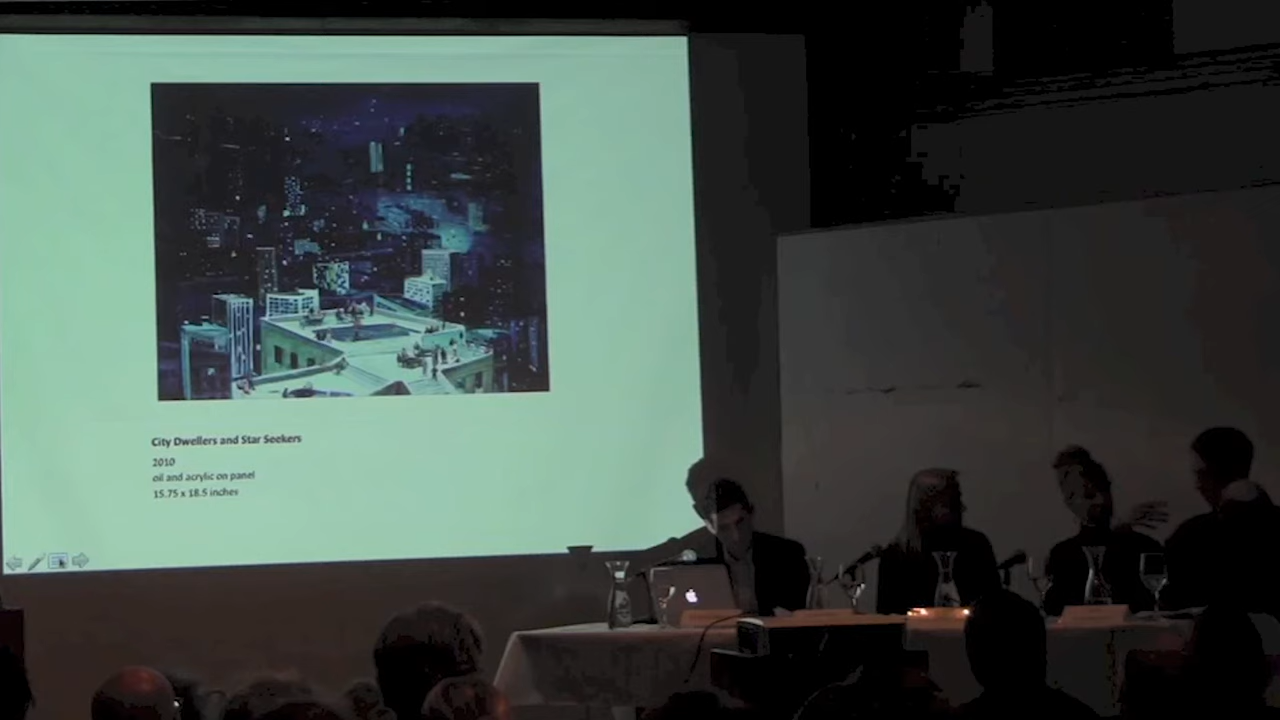 City Dwellers and Star Seekers
2010
oil and acrylic on panel
15.75 x 18.5 inches